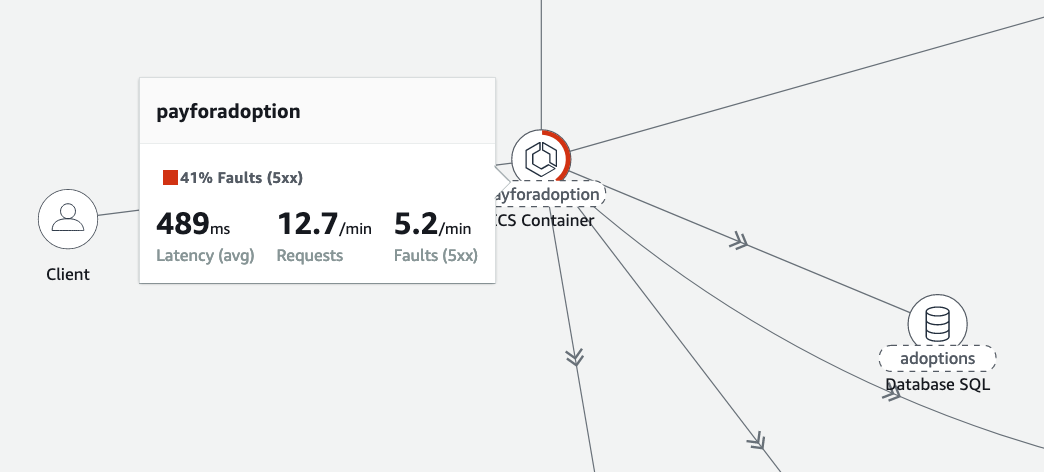 payforadoption
41% Faults (5xx)
489ms 12.7/min 5.2/min
Latency (avg) Requests Faults (5xx)
Client
ayforadoption
CS Container
adoptions
Database SQL